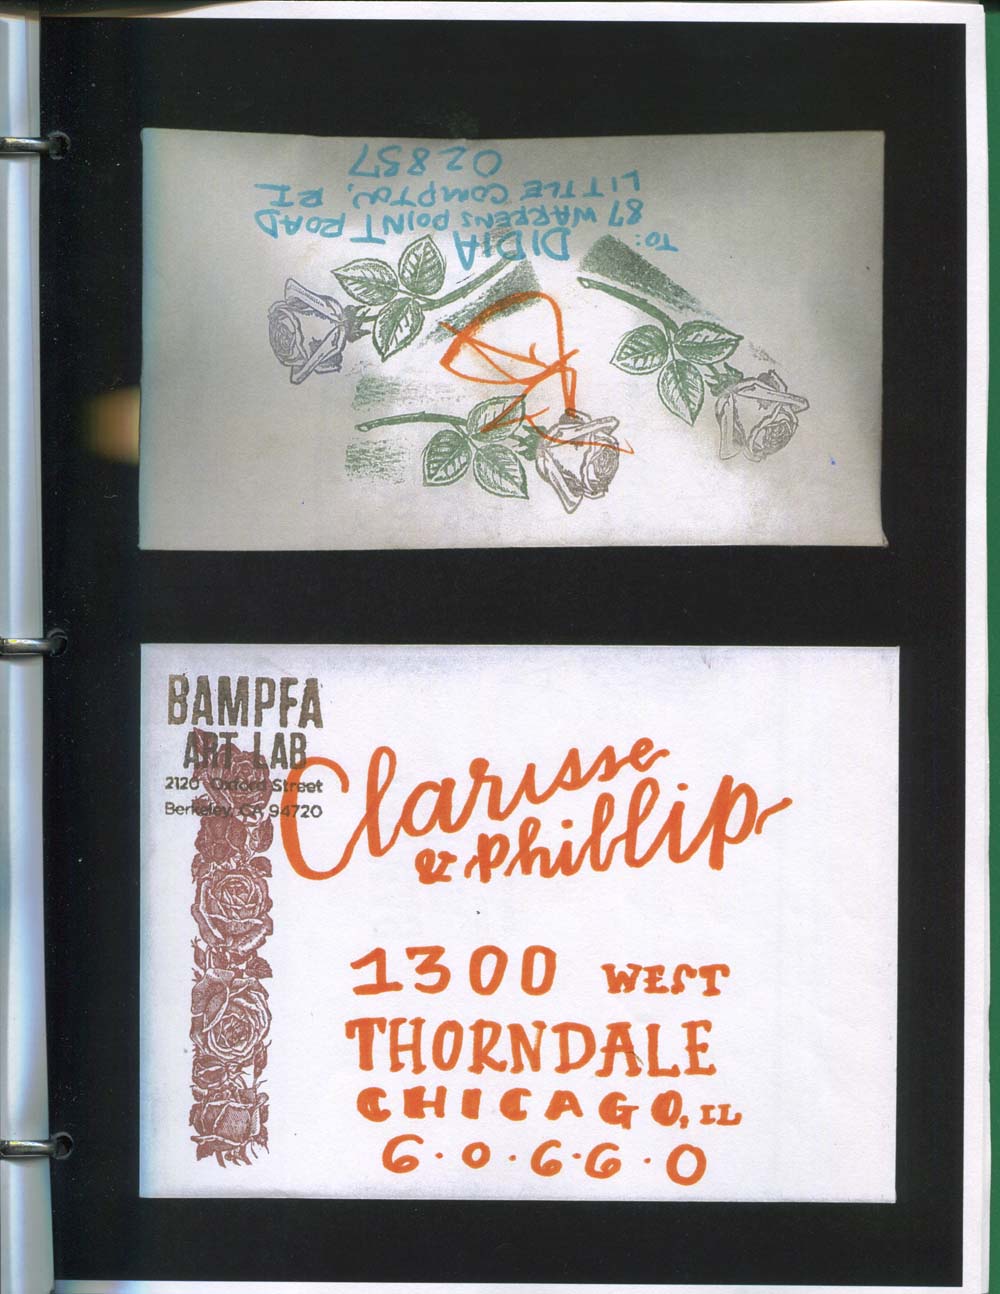 TO:
DIDIA
87 WARRENS POINT ROAD
LITTLE COMPTON, RI
02837
BAMPFA
ART LAB
2120 Oxford Street
Berkeley, CA 94720
Clarisse
& Phillip
1300 WEST
THORNDALE
CHICAGO, IL
6·0·6·6·0